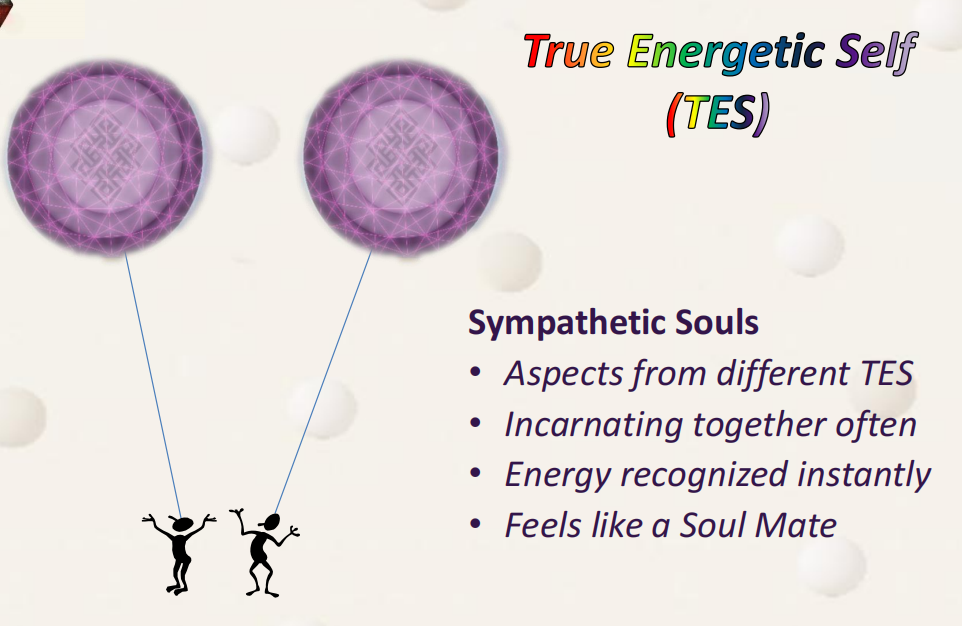 True Energetic Self
(TES)
Sympathetic Souls
• Aspects from different TES
• Incarnating together often
• Energy recognized instantly
• Feels like a Soul Mate